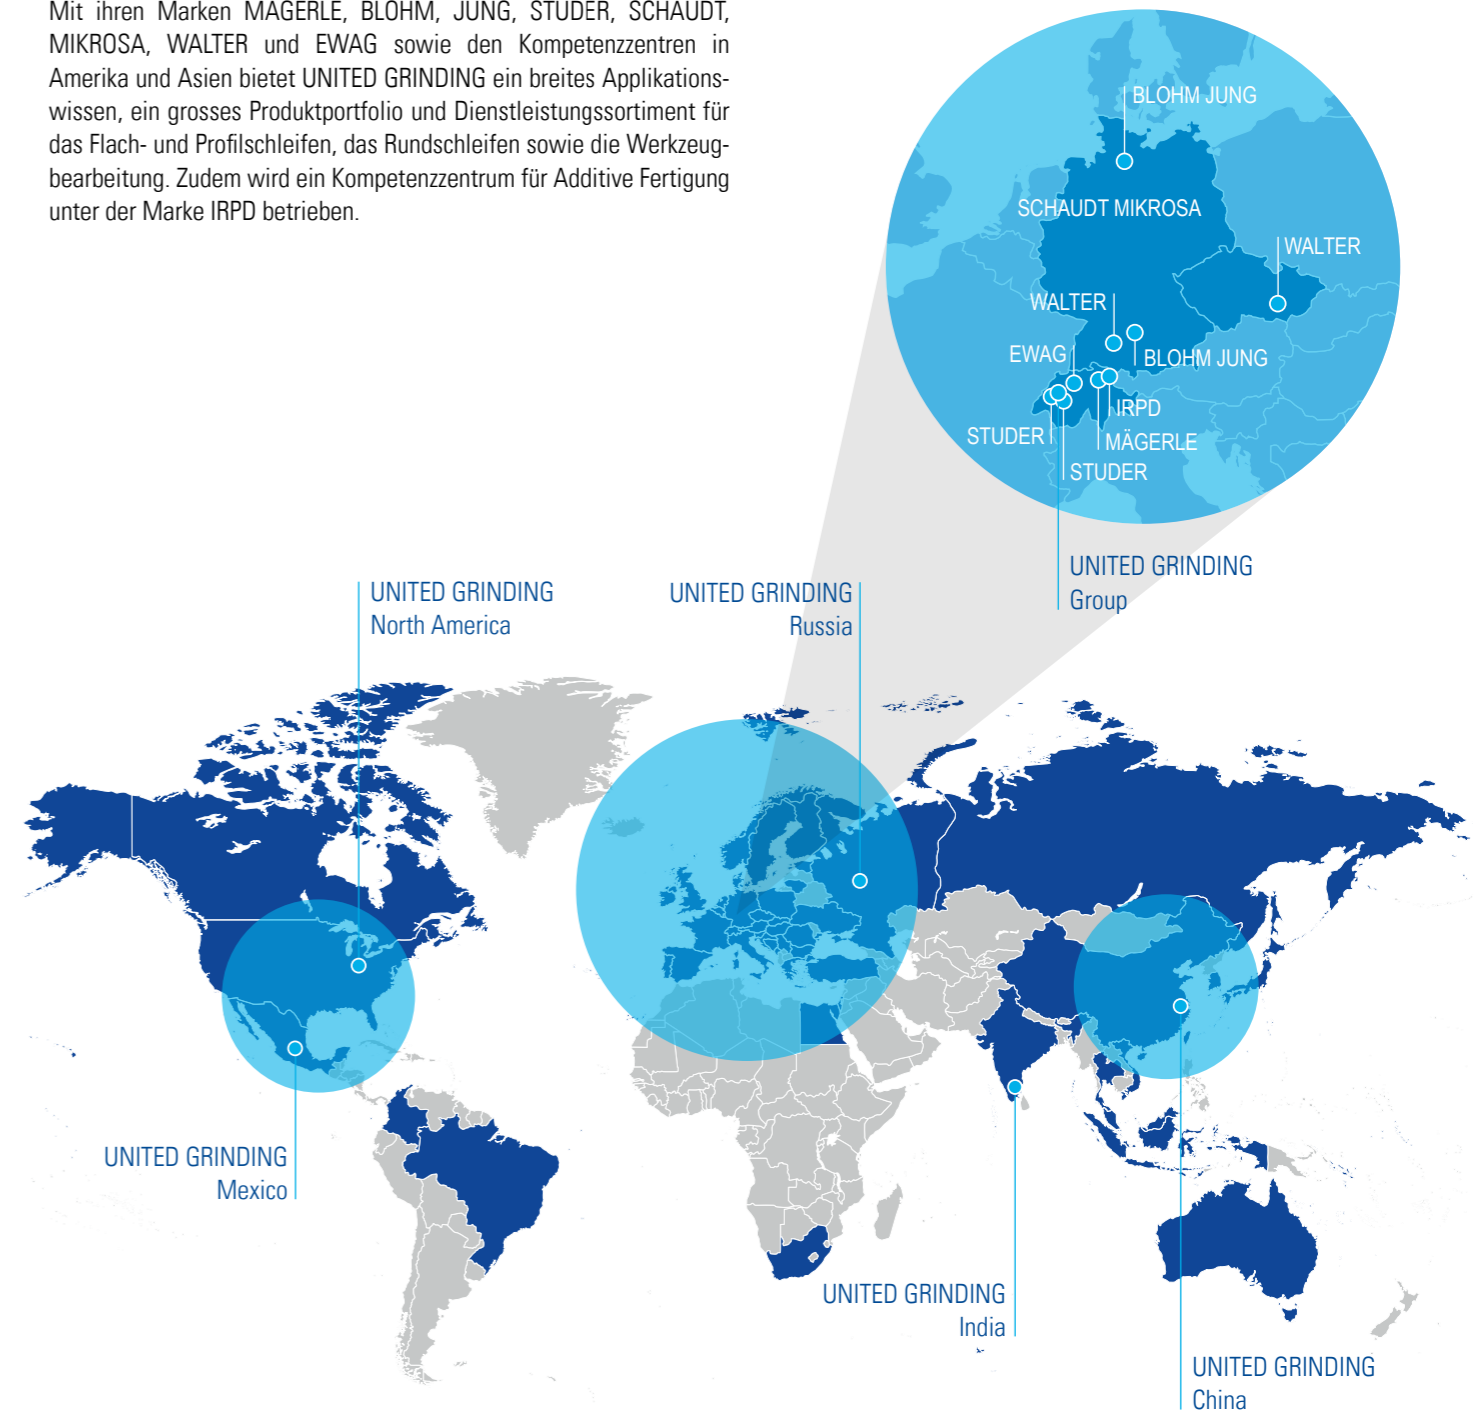 Mit ihren Marken MÄGERLE, BLOHM, JUNG, STUDER, SCHAUDT,
MIKROSA, WALTER und EWAG sowie den Kompetenzzentren in
Amerika und Asien bietet UNITED GRINDING ein breites Applikations-
wissen, ein grosses Produktportfolio und Dienstleistungssortiment für
das Flach- und Profilschleifen, das Rundschleifen sowie die Werkzeug-
bearbeitung. Zudem wird ein Kompetenzzentrum für Additive Fertigung
unter der Marke IRPD betrieben.
BLOHM JUNG
SCHAUDT MIKROSA
WALTER
WALTER
EWAG
BLOHM JUNG
IRPD
STUDER
MÄGERLE
STUDER
UNITED GRINDING
Group
UNITED GRINDING
North America
UNITED GRINDING
Russia
UNITED GRINDING
Mexico
UNITED GRINDING
India
UNITED GRINDING
China